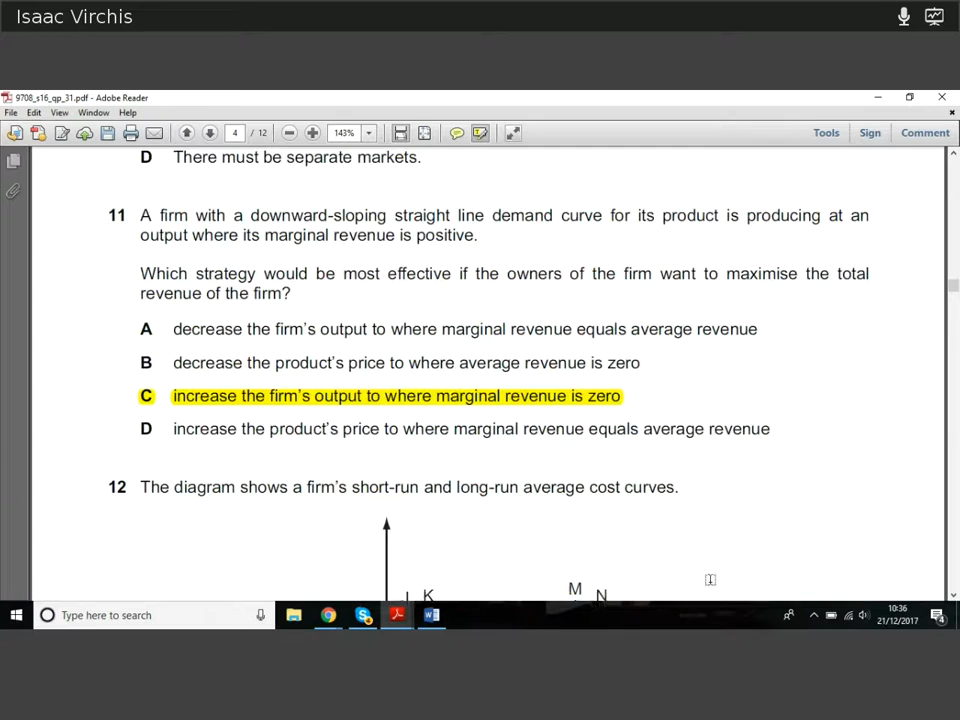 Isaac Virchis
9708_s16_qp_31.pdf - Adobe Reader
File Edit View Window Help
4 / 12 143% Tools Sign Comment
D There must be separate markets.
11 A firm with a downward-sloping straight line demand curve for its product is producing at an
output where its marginal revenue is positive.
Which strategy would be most effective if the owners of the firm want to maximise the total
revenue of the firm?
A decrease the firm's output to where marginal revenue equals average revenue
B decrease the product's price to where average revenue is zero
C increase the firm's output to where marginal revenue is zero
D increase the product's price to where marginal revenue equals average revenue
12 The diagram shows a firm's short-run and long-run average cost curves.
K M N
Type here to search
10:36
21/12/2017
4